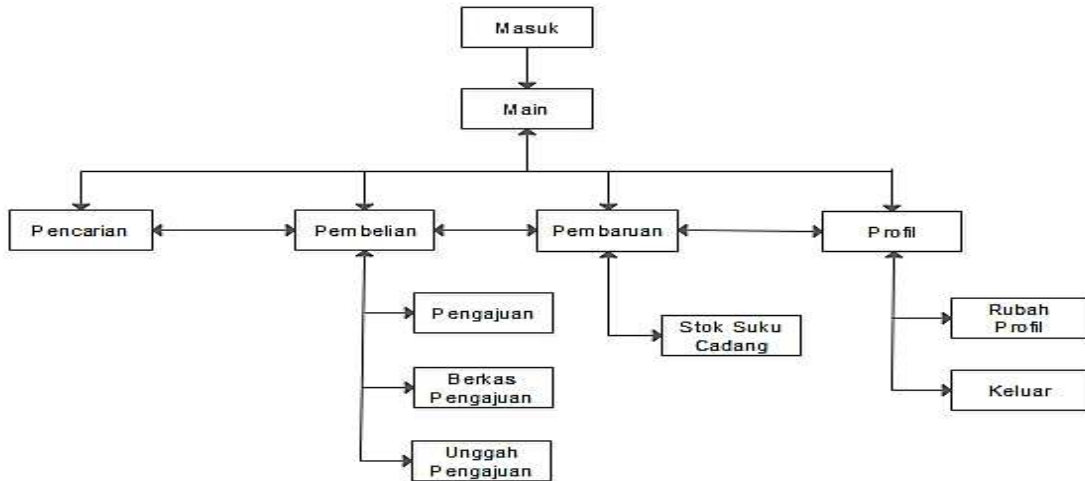 Masuk
Main
Pencarian
Pembelian
Pembaruan
Profil
Pengajuan
Berkas
Pengajuan
Unggah
Pengajuan
Stok Suku
Cadang
Rubah
Profil
Keluar